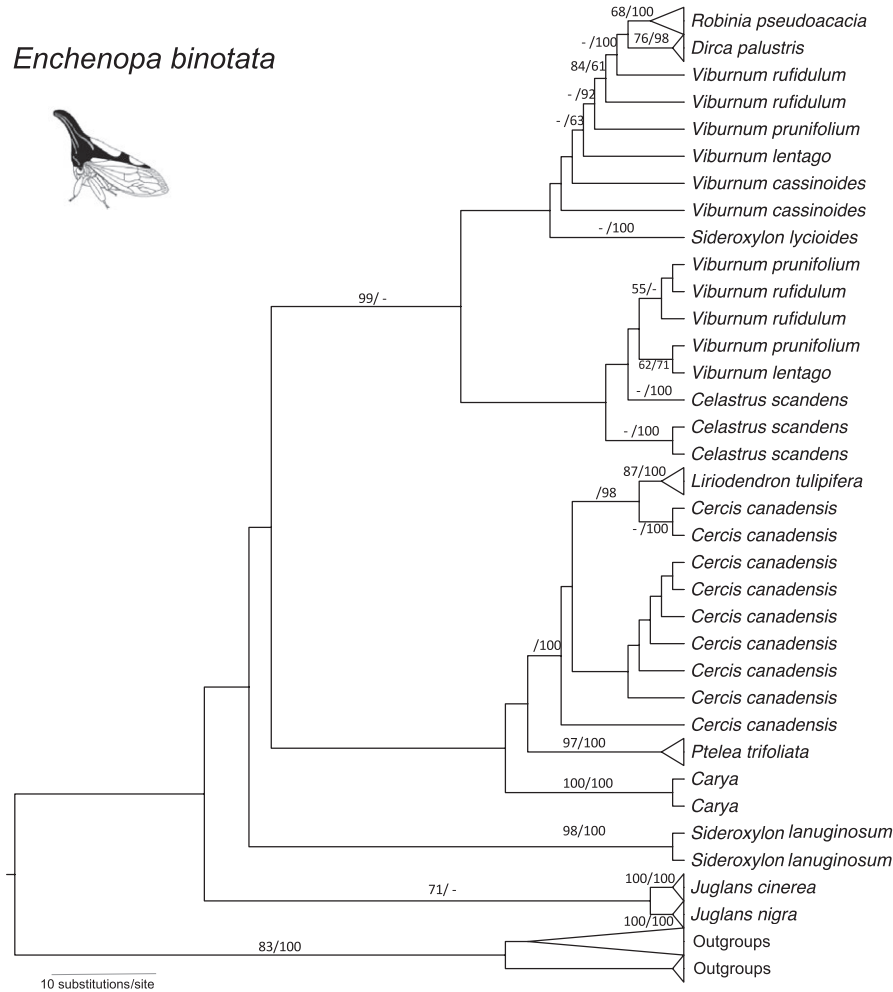 Enchenopa binotata
68/100
Robinia pseudoacacia
76/98
Dirca palustris
- /100
Viburnum rufidulum
84/61
Viburnum rufidulum
- /92
Viburnum prunifolium
- /63
Viburnum lentago
Viburnum cassinoides
Viburnum cassinoides
- /100
Sideroxylon lycioides
Viburnum prunifolium
55/-
Viburnum rufidulum
Viburnum rufidulum
99/ -
Viburnum prunifolium
62/71
Viburnum lentago
- /100
Celastrus scandens
Celastrus scandens
- /100
Celastrus scandens
87/100
Liriodendron tulipifera
/98
Cercis canadensis
- /100
Cercis canadensis
Cercis canadensis
Cercis canadensis
Cercis canadensis
Cercis canadensis
/100
Cercis canadensis
Cercis canadensis
Cercis canadensis
97/100
Ptelea trifoliata
100/100
Carya
Carya
98/100
Sideroxylon lanuginosum
Sideroxylon lanuginosum
100/100
Juglans cinerea
71/ -
Juglans nigra
100/100
Outgroups
83/100
Outgroups
10 substitutions/site